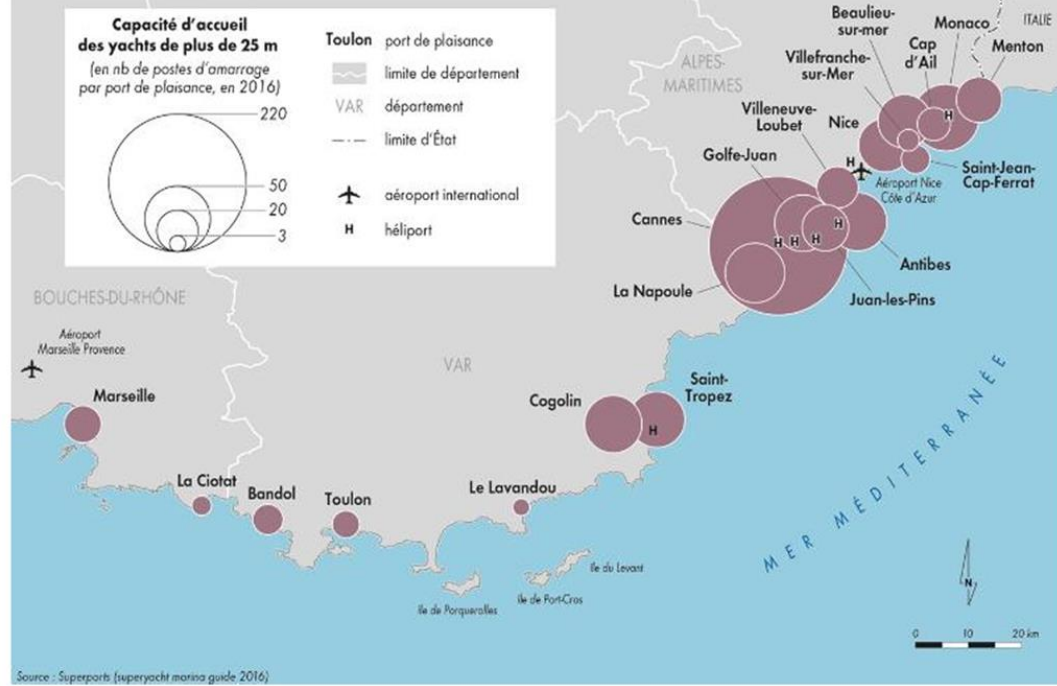 Capacité d'accueil
des yachts de plus de 25 m
(en nb de postes d'amarrage
par port de plaisance, en 2016)
220
50
20
3
Toulon port de plaisance
limite de département
VAR département
limite d'État
aéroport international
H héliport
ITALIE
ALPES-
MARITIMES
Beaulieu-
sur-mer
Monaco
Villefranche-
sur-Mer
Cap
d'Ail
Menton
Villeneuve-
Loubet
Nice
H
Golfe-Juan
H
Aéroport Nice
Côte d'Azur
Saint-Jean-
Cap-Ferrat
Cannes
H
H
H
H
Antibes
La Napoule
Juan-les-Pins
BOUCHES-DU-RHÔNE
Aéroport
Marseille Provence
VAR
Marseille
Cogolin
Saint-
Tropez
H
La Ciotat
Bandol
Toulon
Le Lavandou
Ile du Levant
Ile de Port-Cros
Ile de Porquerolles
MER MÉDITERRANÉE
N
0 10 20 km
Source : Superports (superyacht marina guide 2016)